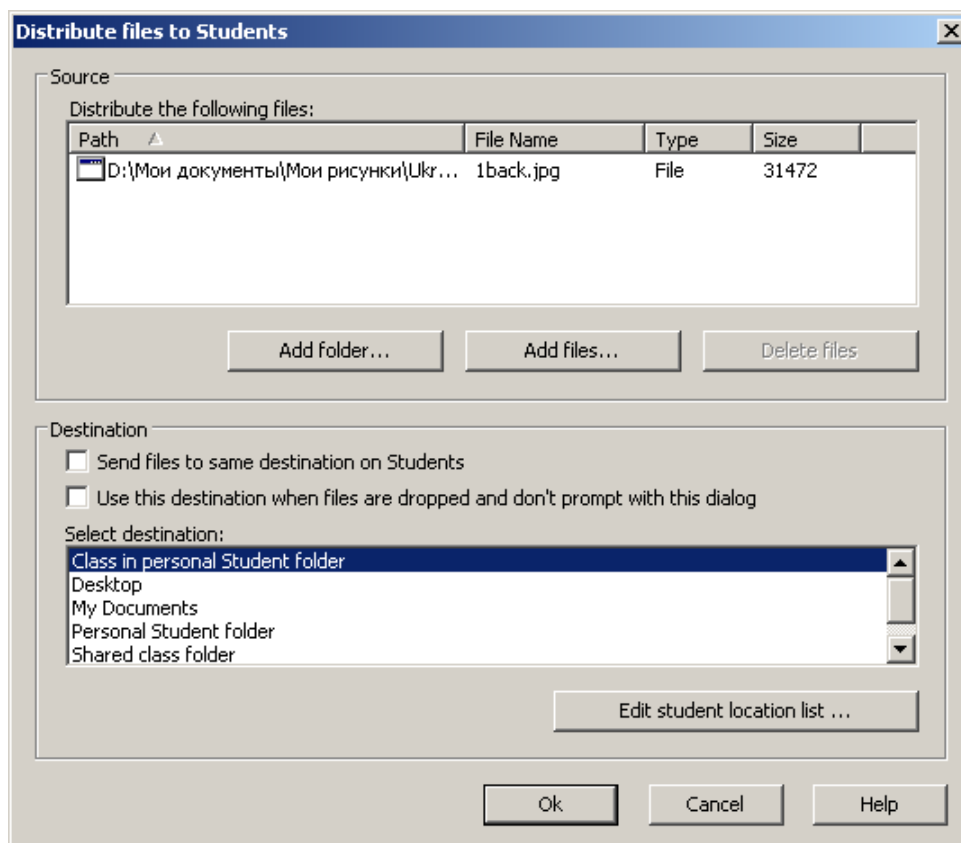 Distribute files to Students
Source
Distribute the following files:
Path File Name Type Size
D:\Мои документы\Мои рисунки\Ukr... 1back.jpg File 31472
Add folder... Add files... Delete files
Destination
Send files to same destination on Students
Use this destination when files are dropped and don't prompt with this dialog
Select destination:
Class in personal Student folder
Desktop
My Documents
Personal Student folder
Shared class folder
Edit student location list ...
Ok Cancel Help